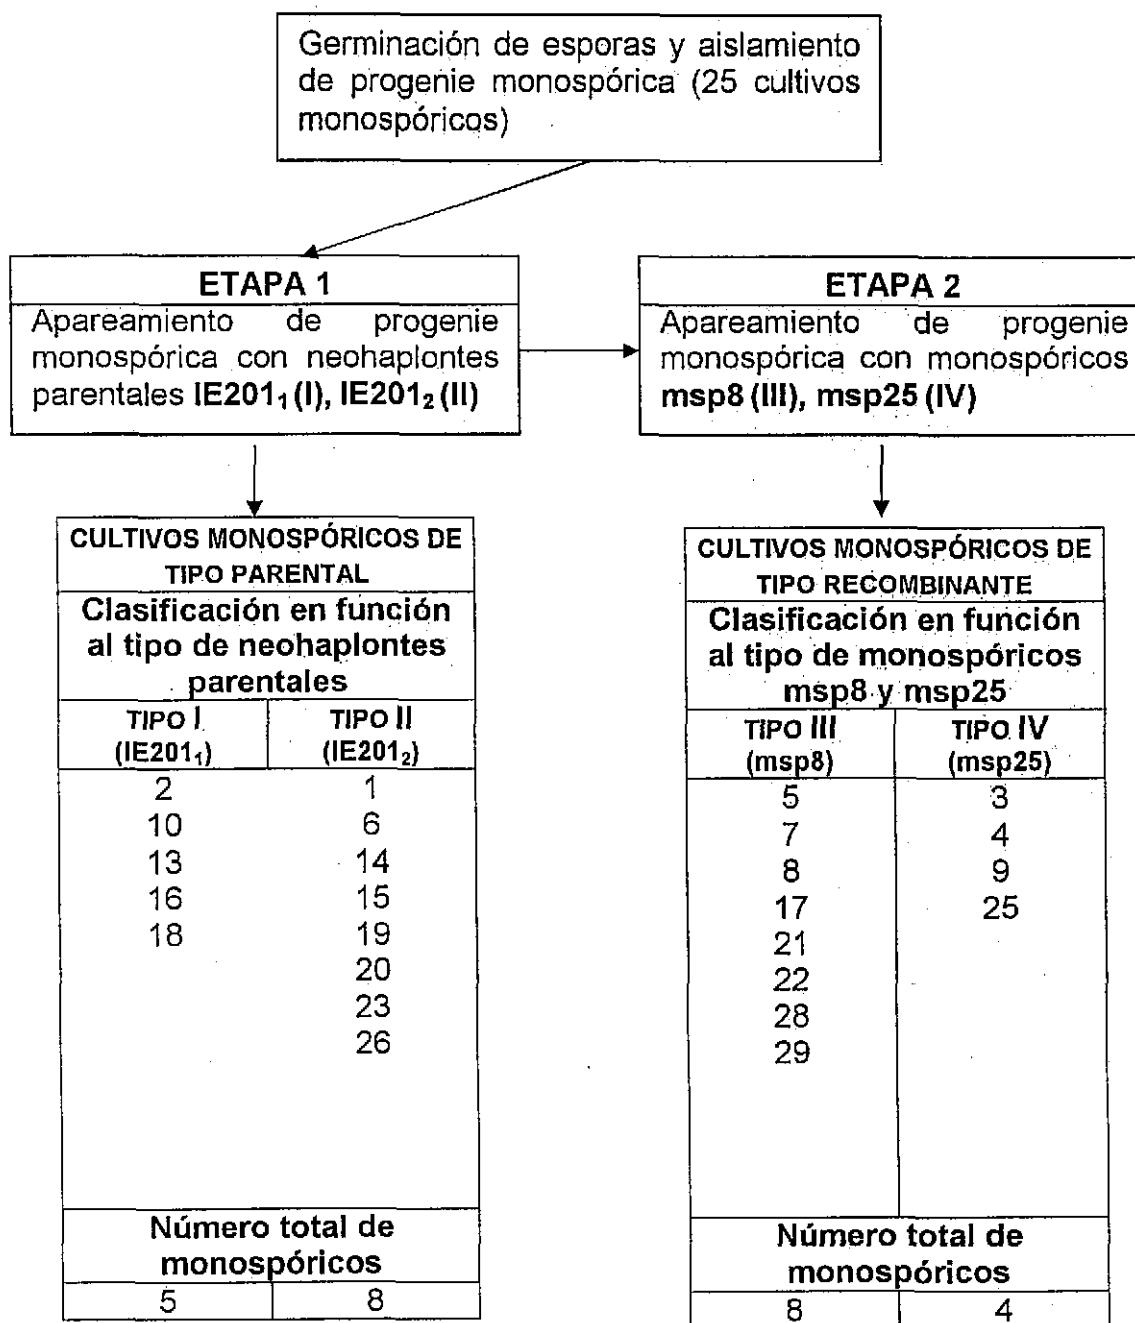 Germinación de esporas y aislamiento
de progenie monospórica (25 cultivos
monospóricos)
ETAPA 1
Apareamiento de progenie
monospórica con neohaplontes
parentales IE201₁ (I), IE201₂ (II)
ETAPA 2
Apareamiento de progenie
monospórica con monospóricos
msp8 (III), msp25 (IV)
CULTIVOS MONOSPÓRICOS DE
TIPO PARENTAL
Clasificación en función
al tipo de neohaplontes
parentales
TIPO I TIPO II
(IE201₁) (IE201₂)
2 1
10 6
13 14
16 15
18 19
20
23
26
Número total de
monospóricos
5 8
CULTIVOS MONOSPÓRICOS DE
TIPO RECOMBINANTE
Clasificación en función
al tipo de monospóricos
msp8 y msp25
TIPO III TIPO IV
(msp8) (msp25)
5 3
7 4
8 9
17 25
21
22
28
29
Número total de
monospóricos
8 4